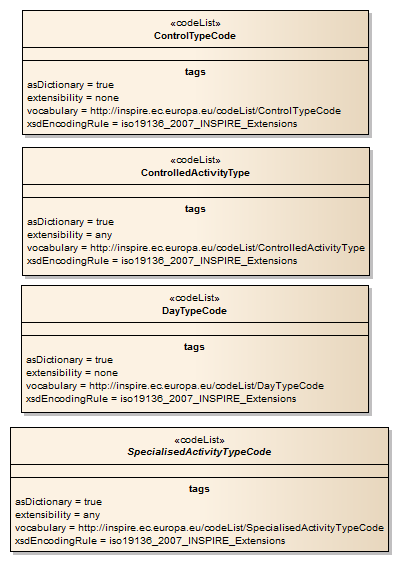 «codeList»
ControlTypeCode
tags
asDictionary = true
extensibility = none
vocabulary = http://inspire.ec.europa.eu/codeList/ControlTypeCode
xsdEncodingRule = iso19136_2007_INSPIRE_Extensions
«codeList»
ControlledActivityType
tags
asDictionary = true
extensibility = any
vocabulary = http://inspire.ec.europa.eu/codeList/ControlledActivityType
xsdEncodingRule = iso19136_2007_INSPIRE_Extensions
«codeList»
DayTypeCode
tags
asDictionary = true
extensibility = none
vocabulary = http://inspire.ec.europa.eu/codeList/DayTypeCode
xsdEncodingRule = iso19136_2007_INSPIRE_Extensions
«codeList»
SpecialisedActivityTypeCode
tags
asDictionary = true
extensibility = any
vocabulary = http://inspire.ec.europa.eu/codeList/SpecialisedActivityTypeCode
xsdEncodingRule = iso19136_2007_INSPIRE_Extensions